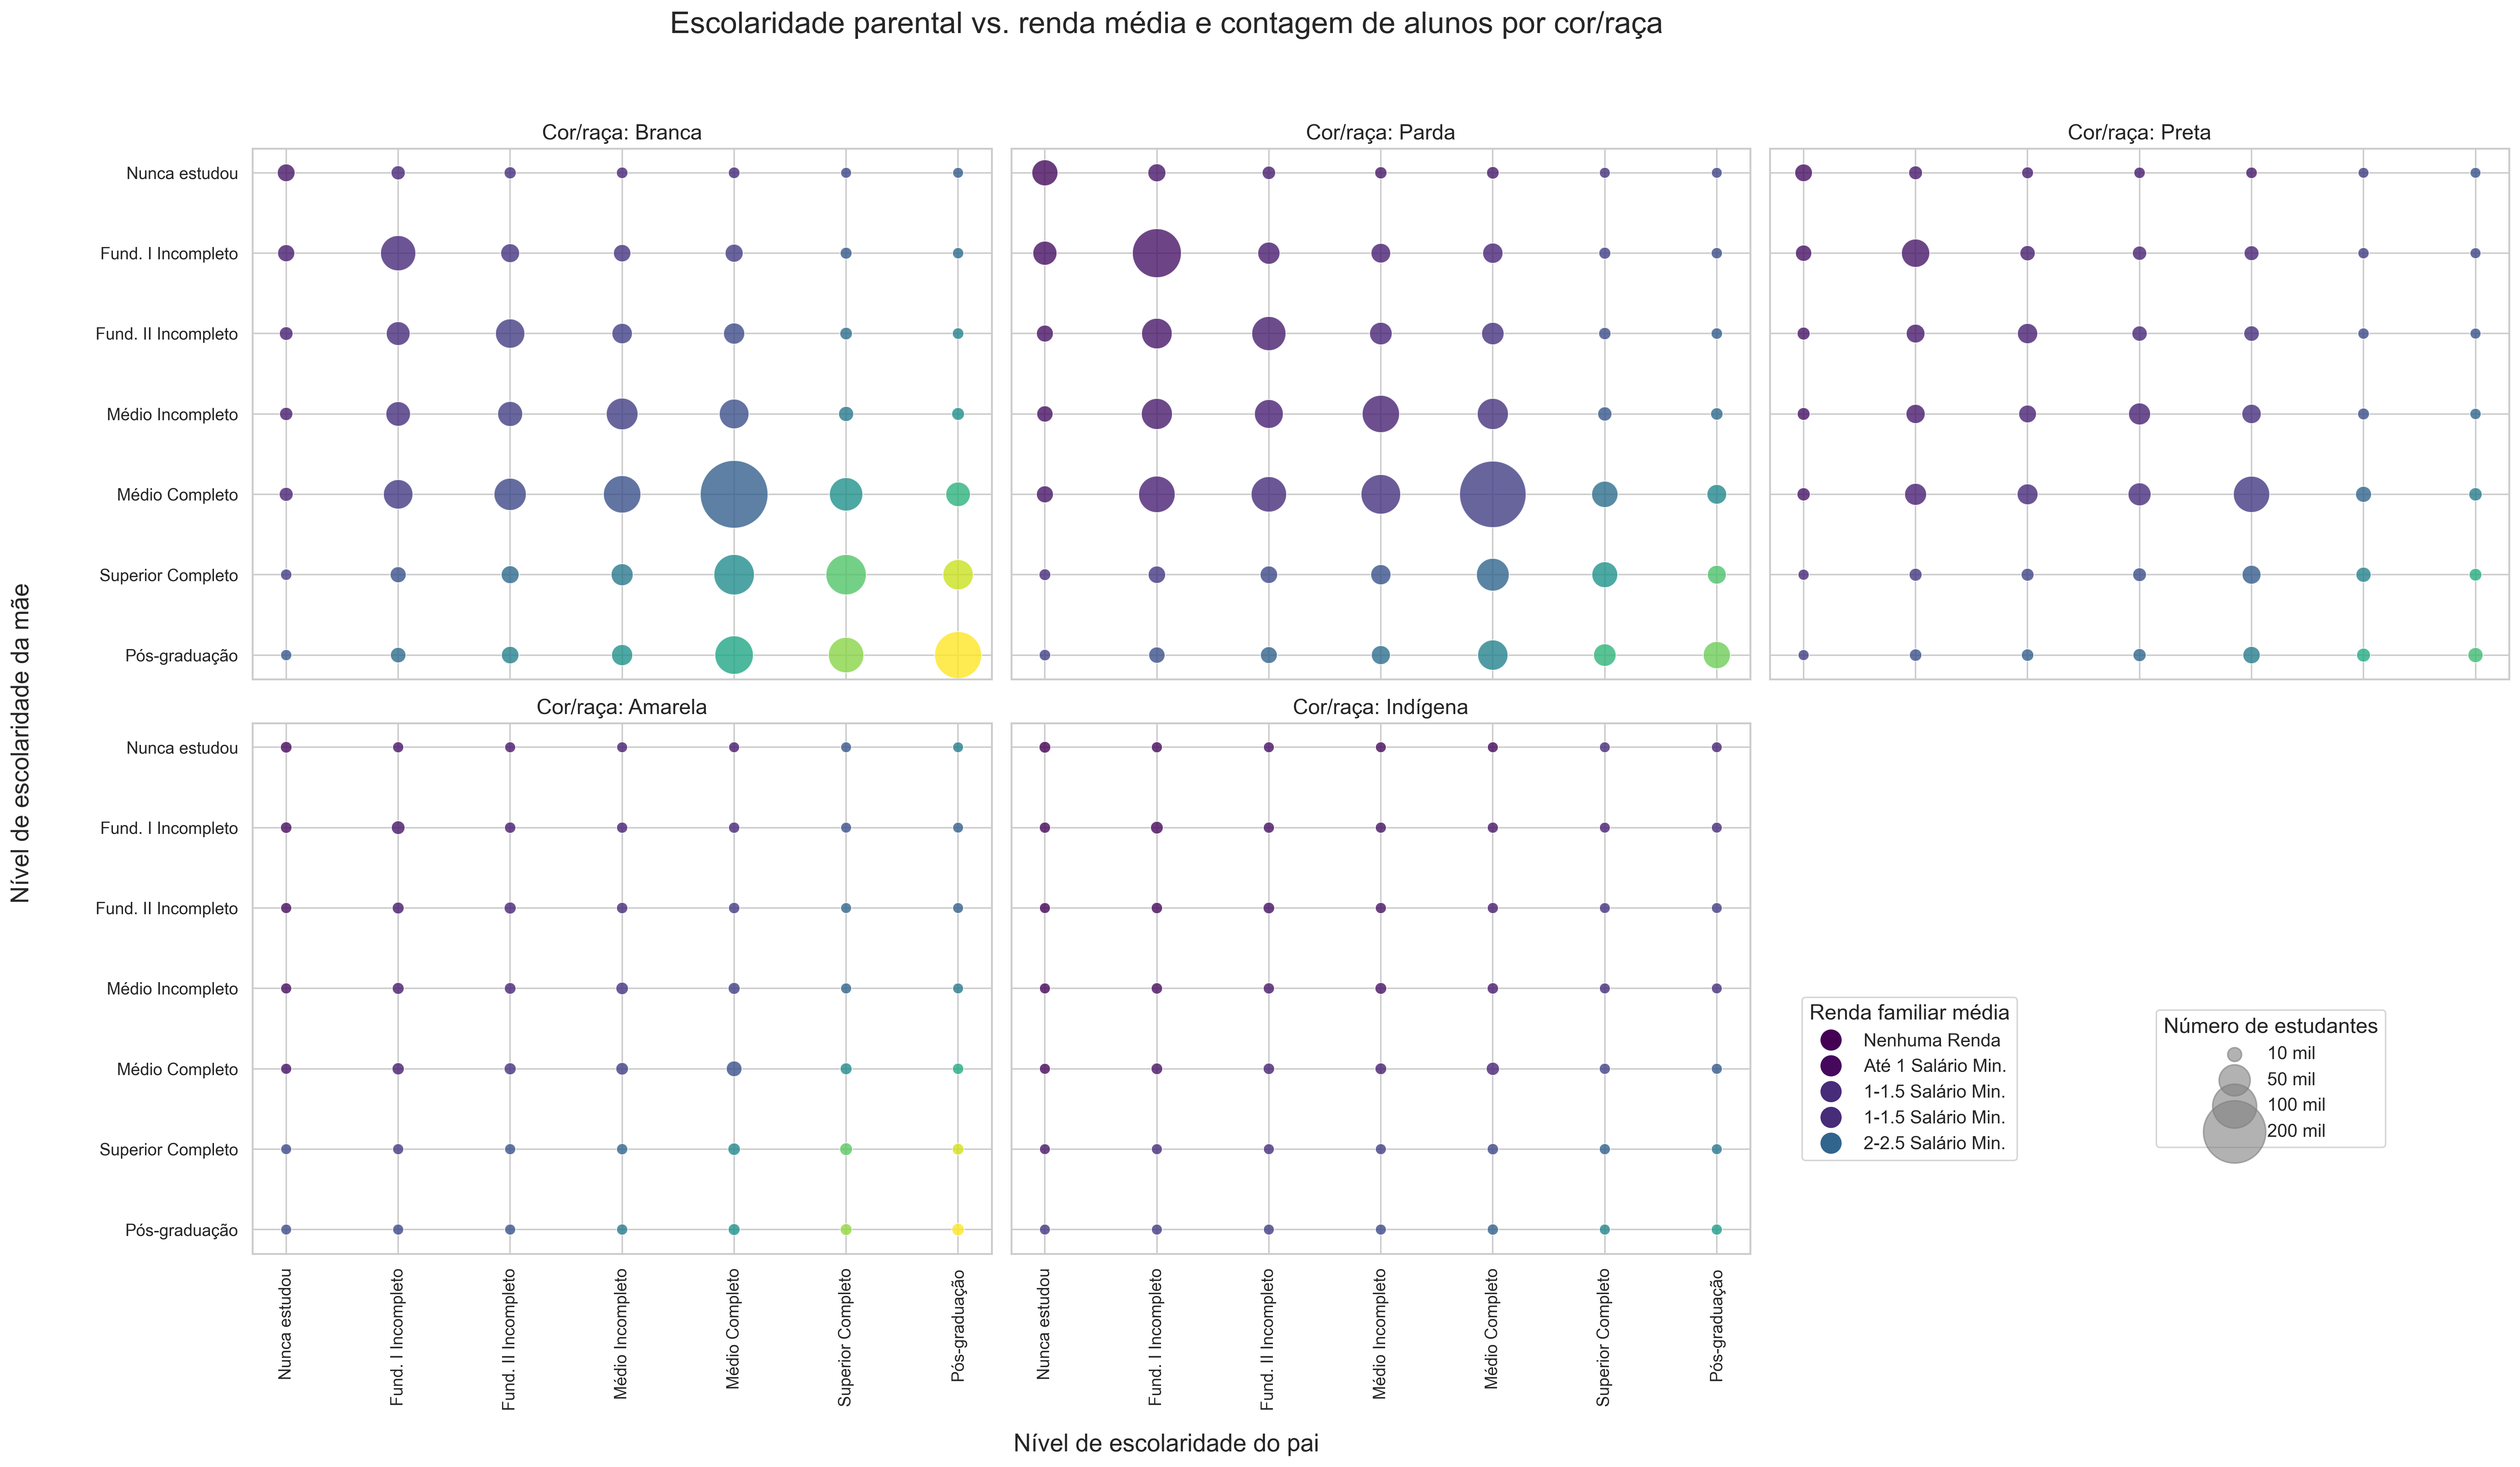 Escolaridade parental vs. renda média e contagem de alunos por cor/raça
Cor/raça: Branca
Cor/raça: Parda
Cor/raça: Preta
Nunca estudou
Fund. I Incompleto
Fund. II Incompleto
Médio Incompleto
Médio Completo
Superior Completo
Pós-graduação
Nível de escolaridade da mãe
Cor/raça: Amarela
Cor/raça: Indígena
Nunca estudou
Fund. I Incompleto
Fund. II Incompleto
Médio Incompleto
Médio Completo
Superior Completo
Pós-graduação
Renda familiar média
Nenhuma Renda
Até 1 Salário Min.
1-1.5 Salário Min.
1-1.5 Salário Min.
2-2.5 Salário Min.
Número de estudantes
10 mil
50 mil
100 mil
200 mil
Nunca estudou
Fund. I Incompleto
Fund. II Incompleto
Médio Incompleto
Médio Completo
Superior Completo
Pós-graduação
Nunca estudou
Fund. I Incompleto
Fund. II Incompleto
Médio Incompleto
Médio Completo
Superior Completo
Pós-graduação
Nível de escolaridade do pai